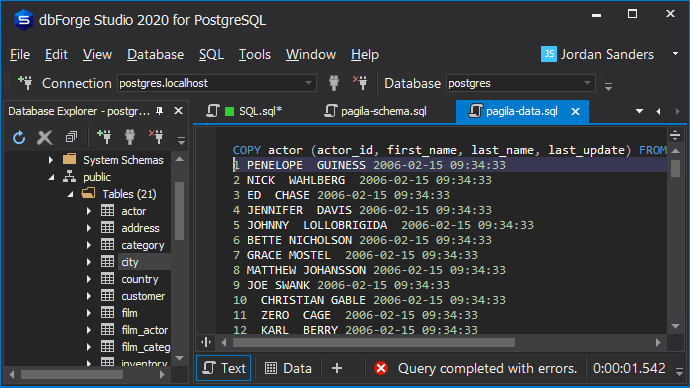 dbForge Studio 2020 for PostgreSQL
File Edit View Database SQL Tools Window Help JS Jordan Sanders
Connection postgres.localhost Database postgres
Database Explorer - postgr...
SQL.sql* pagila-schema.sql pagila-data.sql
System Schemas
public
Tables (21)
actor
address
category
city
country
customer
film
film_actor
film_categ
inventory
COPY actor (actor_id, first_name, last_name, last_update) FROM
1 PENELOPE GUINESS 2006-02-15 09:34:33
2 NICK WAHLBERG 2006-02-15 09:34:33
3 ED CHASE 2006-02-15 09:34:33
4 JENNIFER DAVIS 2006-02-15 09:34:33
5 JOHNNY LOLLOBRIGIDA 2006-02-15 09:34:33
6 BETTE NICHOLSON 2006-02-15 09:34:33
7 GRACE MOSTEL 2006-02-15 09:34:33
8 MATTHEW JOHANSSON 2006-02-15 09:34:33
9 JOE SWANK 2006-02-15 09:34:33
10 CHRISTIAN GABLE 2006-02-15 09:34:33
11 ZERO CAGE 2006-02-15 09:34:33
12 KARL BERRY 2006-02-15 09:34:33
Text Data Query completed with errors. 0:00:01.542